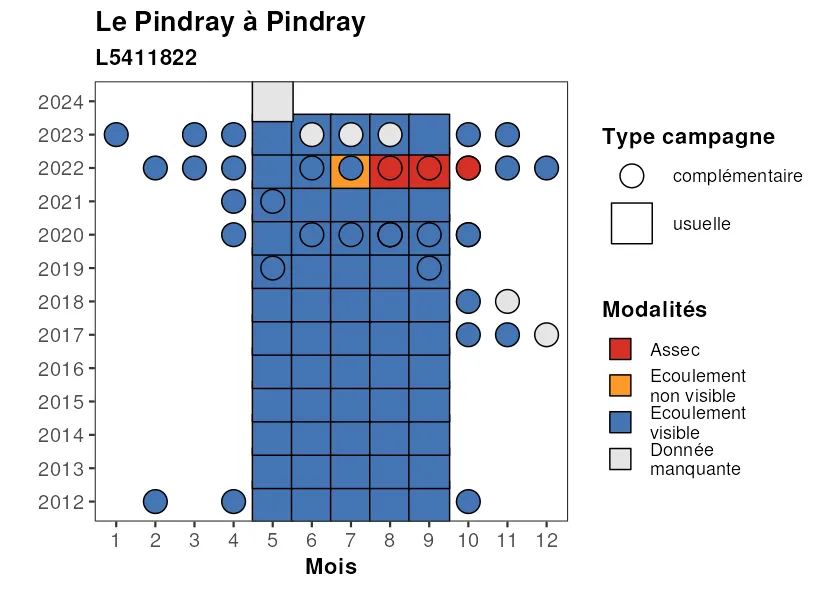 Le Pindray à Pindray
L5411822
2024
2023
2022
2021
2020
2019
2018
2017
2016
2015
2014
2013
2012
1 2 3 4 5 6 7 8 9 10 11 12
Mois
Type campagne
complémentaire
usuelle
Modalités
Assec
Ecoulement
non visible
Ecoulement
visible
Donnée
manquante